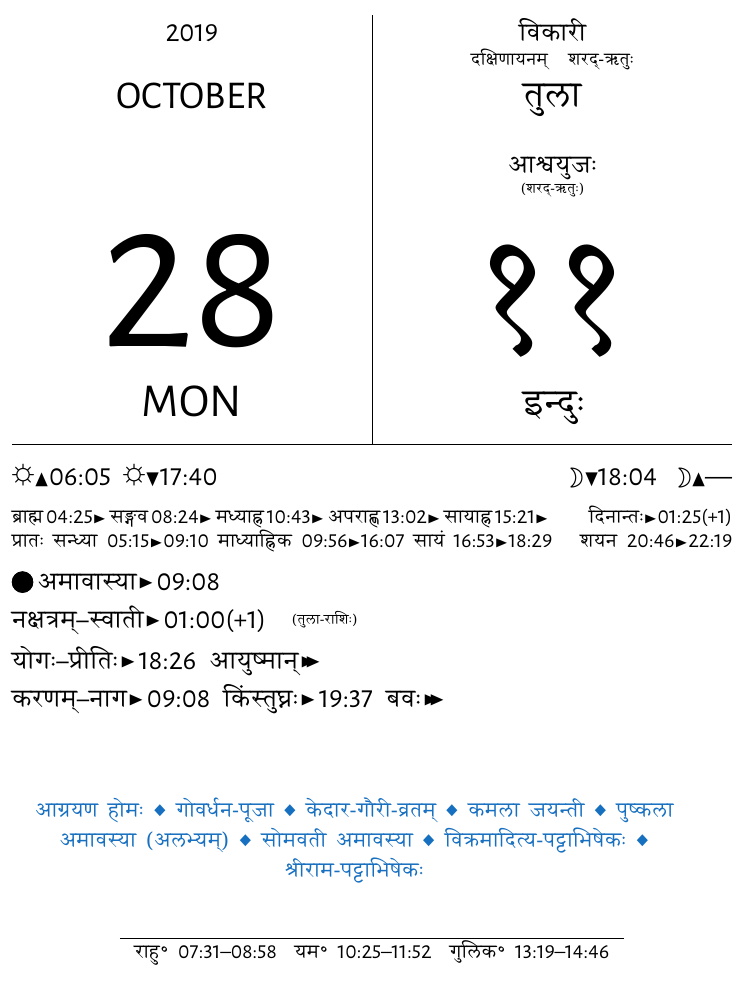 2019
OCTOBER
28
MON
विकारी
दक्षिणायनम् शरद्-ऋतुः
तुला
आश्वयुजः
(शरद्-ऋतुः)
११
इन्दुः
☼▲06:05 ☼▼17:40 ☽▼18:04 ☽▲—
ब्राह्म 04:25► सङ्गव 08:24► मध्याह्न 10:43► अपराह्ण 13:02► सायाह्न 15:21► दिनान्तः►01:25(+1)
प्रातः सन्ध्या 05:15►09:10 माध्याह्निक 09:56►16:07 सायं 16:53►18:29 शयन 20:46►22:19
●अमावास्या► 09:08
नक्षत्रम्–स्वाती►01:00(+1) (तुला-राशिः)
योगः–प्रीतिः►18:26 आयुष्मान्►►
करणम्–नाग► 09:08 किंस्तुघ्नः►19:37 बवः►►
आग्रयण होमः ◆ गोवर्धन-पूजा ◆ केदार-गौरी-व्रतम् ◆ कमला जयन्ती ◆ पुष्कला
अमावस्या (अलभ्यम्) ◆ सोमवती अमावस्या ◆ विक्रमादित्य-पट्टाभिषेकः ◆
श्रीराम-पट्टाभिषेकः
राहु॰ 07:31–08:58 यम॰ 10:25–11:52 गुलिक॰ 13:19–14:46